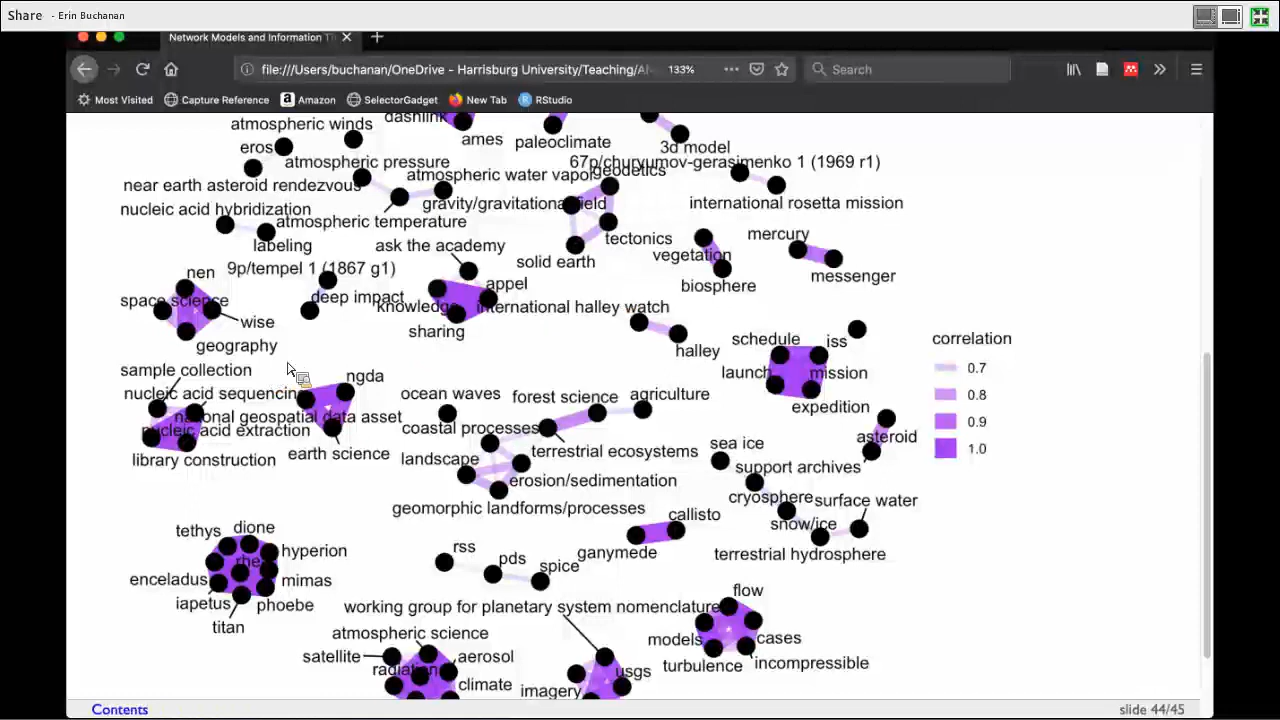 Share - Erin Buchanan
Network Models and Information T
file:///Users/buchanan/OneDrive - Harrisburg University/Teaching/A
133%
Search
Most Visited
Capture Reference
Amazon
SelectorGadget
New Tab
RStudio
dashlink
atmospheric winds
ames
paleoclimate
3d model
eros
atmospheric pressure
67p/churyumov-gerasimenko 1 (1969 r1)
atmospheric water vapor
geodetics
near earth asteroid rendezvous
gravity/gravitational field
international rosetta mission
nucleic acid hybridization
atmospheric temperature
labeling
ask the academy
tectonics
mercury
solid earth
vegetation
9p/tempel 1 (1867 g1)
messenger
nen
biosphere
appel
space science
deep impact
knowledge
international halley watch
wise
sharing
schedule
iss
correlation
geography
halley
0.7
sample collection
ngda
launch
mission
nucleic acid sequencing
ocean waves
forest science
agriculture
0.8
national geospatial data asset
expedition
0.9
nucleic acid extraction
coastal processes
asteroid
earth science
terrestrial ecosystems
sea ice
1.0
library construction
landscape
support archives
erosion/sedimentation
cryosphere
surface water
geomorphic landforms/processes
callisto
snow/ice
tethys
dione
ganymede
terrestrial hydrosphere
hyperion
rss
pds
spice
enceladus
mimas
flow
iapetus
phoebe
working group for planetary system nomenclature
titan
atmospheric science
models
cases
satellite
aerosol
turbulence
incompressible
radiation
usgs
climate
imagery
Contents
slide 44/45